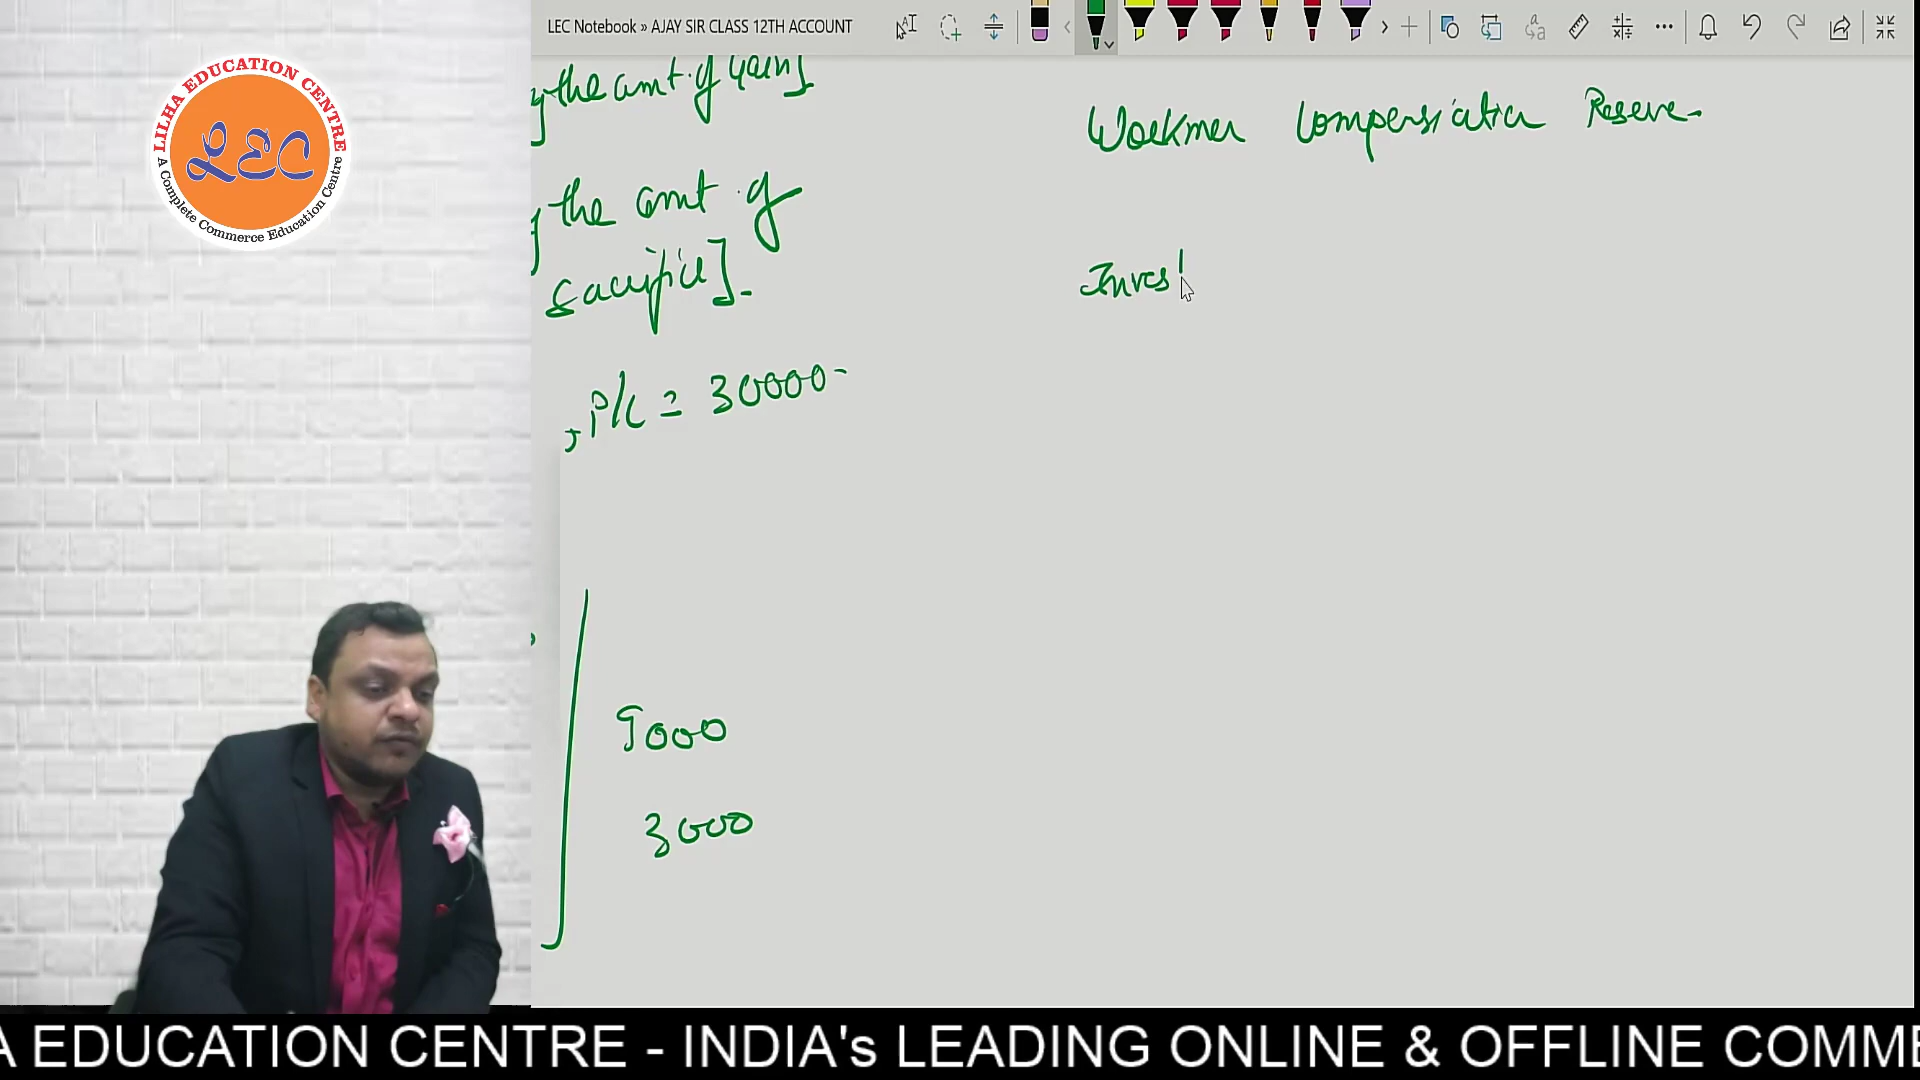 LEC Notebook » AJAY SIR CLASS 12TH ACCOUNT
LILHA EDUCATION CENTRE
LEC
A Complete Commerce Education Centre
the amt. of Gain]
the amt. of
Sacrifice].
P/L = 30000
9000
3000
Workmen Compensation Reserve.
Inves
A EDUCATION CENTRE - INDIA's LEADING ONLINE & OFFLINE COMME